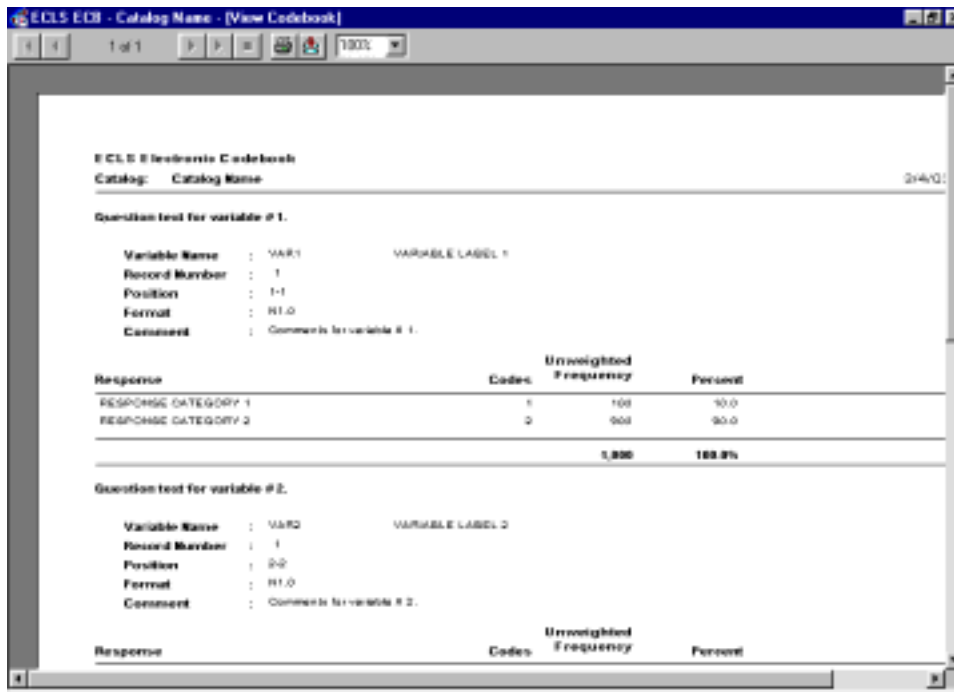 ECLS ECB - Catalog Name - [View Codebook]
1 of 1 100%
ECLS Electronic Codebook
Catalog: Catalog Name
Question text for variable #1.
Variable Name : VAR1 VARIABLE LABEL 1
Record Number : 1
Position : 1-1
Format : N1.0
Comment : Comments for variable # 1.
Unweighted
Response Codes Frequency Percent
RESPONSE CATEGORY 1 1 100 10.0
RESPONSE CATEGORY 2 2 900 90.0
1,000 100.0%
Question text for variable #2.
Variable Name : VAR2 VARIABLE LABEL 2
Record Number : 1
Position : 2-2
Format : N1.0
Comment : Comments for variable # 2.
Unweighted
Response Codes Frequency Percent